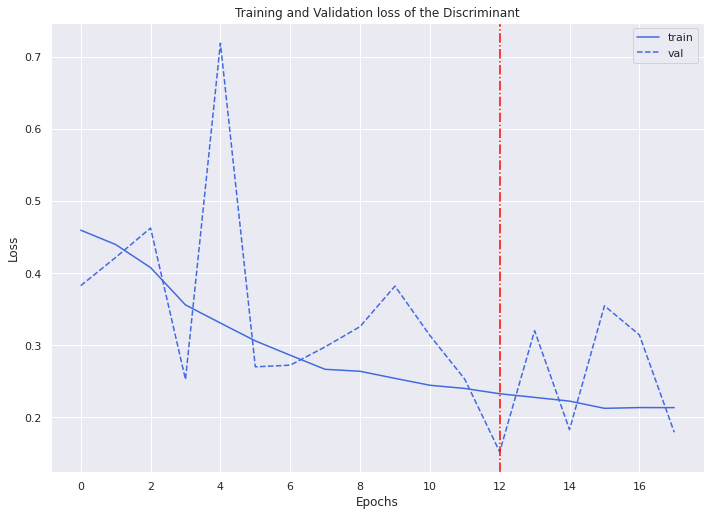 Training and Validation loss of the Discriminant
train
val
0.7
0.6
0.5
0.4
0.3
0.2
Loss
0 2 4 6 8 10 12 14 16
Epochs